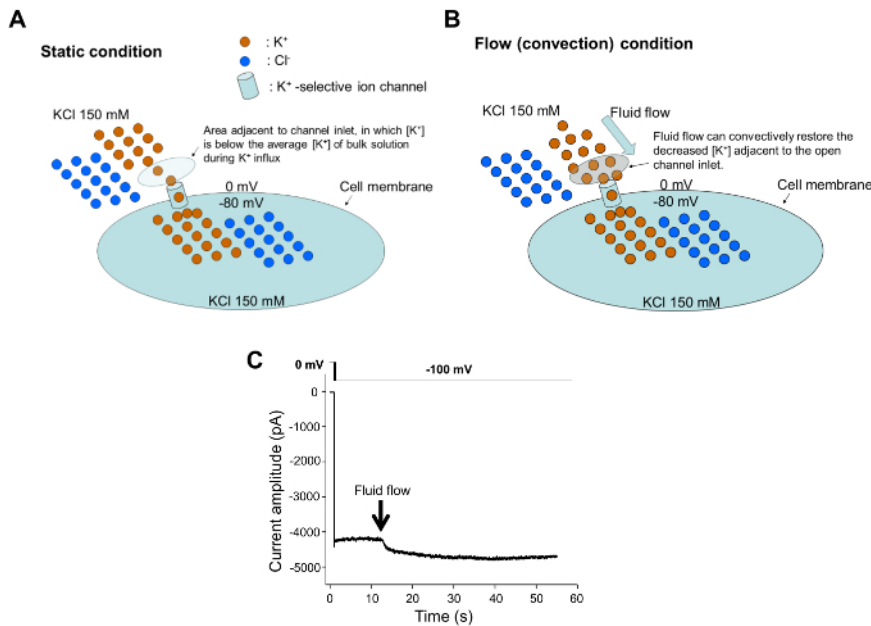 A
Static condition
: K⁺
: Cl⁻
: K⁺ -selective ion channel
KCl 150 mM
Area adjacent to channel inlet, in which [K⁺]
is below the average [K⁺] of bulk solution
during K⁺ influx
0 mV
-80 mV
Cell membrane
KCl 150 mM
B
Flow (convection) condition
KCl 150 mM
Fluid flow
Fluid flow can convectively restore the
decreased [K⁺] adjacent to the open
channel inlet.
0 mV
-80 mV
Cell membrane
KCl 150 mM
C
0 mV
-100 mV
0
-1000
-2000
-3000
-4000
-5000
Current amplitude (pA)
Fluid flow
0 10 20 30 40 50 60
Time (s)